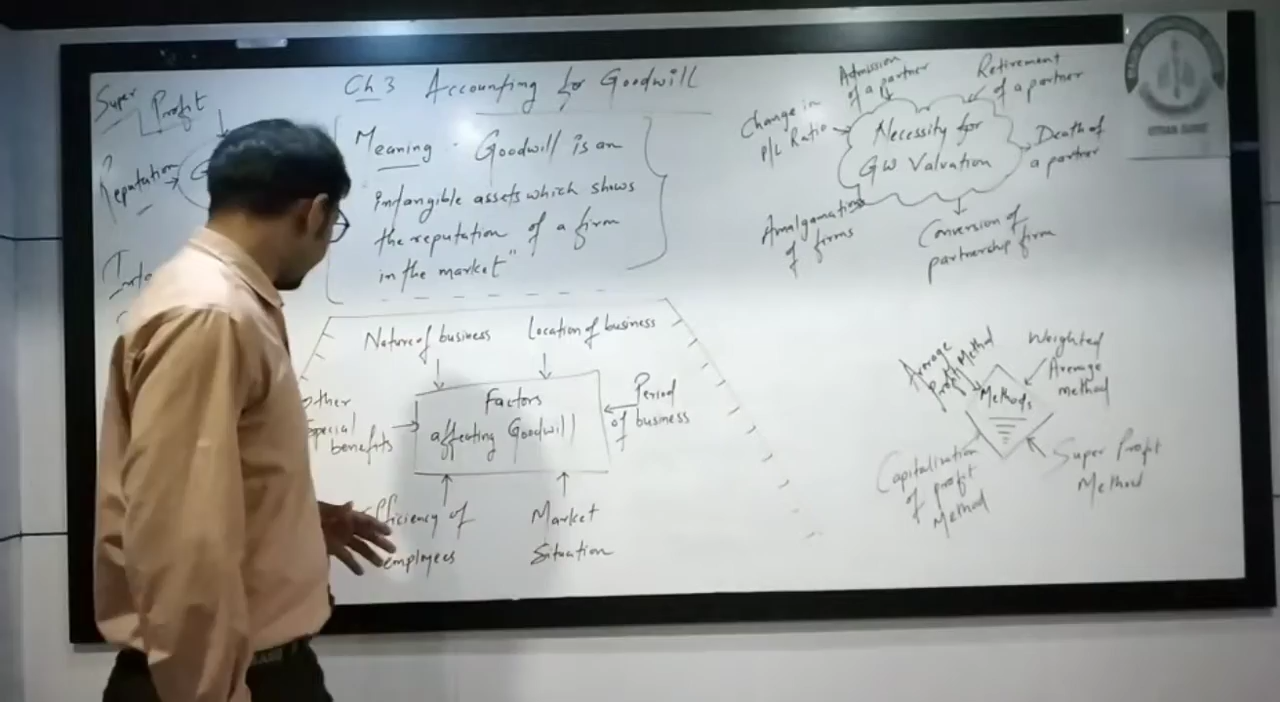 Ch 3 Accounting for Goodwill
Super Profit
Reputation
G
Meaning - Goodwill is an
intangible assets which shows
the reputation of a firm
in the market"
Necessity for
GW Valuation
Admission
of a partner
Retirement
of a partner
Change in
P/L Ratio
Death of
a partner
Amalgamation
of firms
Conversion of
partnership firm
Factors
affecting Goodwill
Nature of business
Location of business
Period
of business
Other
special
benefits
Efficiency of
employees
Market
Situation
Methods
Average
Profit Method
Weighted
Average
method
Capitalization
of profit
Method
Super Profit
Method